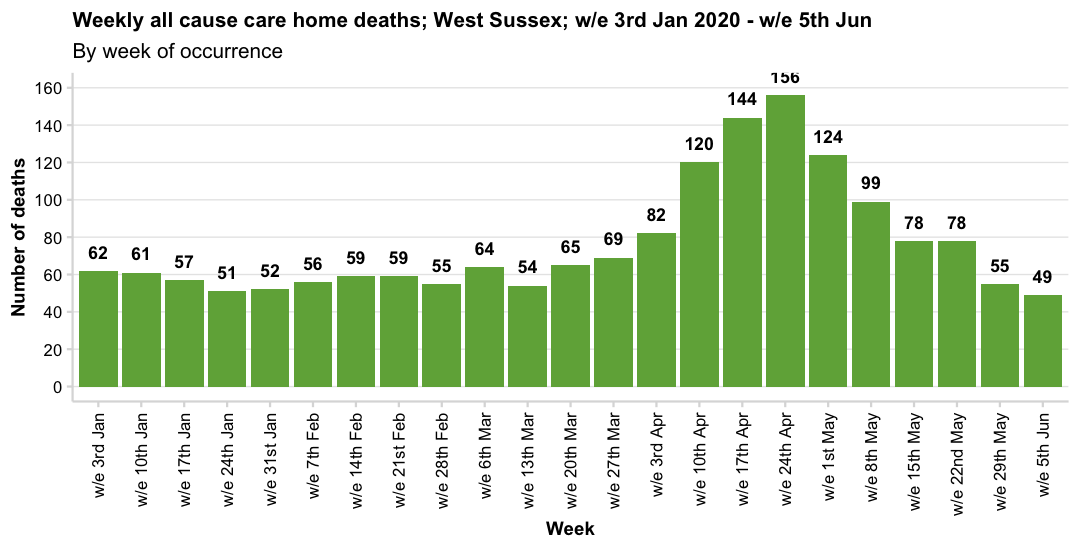 Weekly all cause care home deaths; West Sussex; w/e 3rd Jan 2020 - w/e 5th Jun
By week of occurrence
Number of deaths
160
140
120
100
80
60
40
20
0
62
61
57
51
52
56
59
59
55
64
54
65
69
82
120
144
156
124
99
78
78
55
49
w/e 3rd Jan
w/e 10th Jan
w/e 17th Jan
w/e 24th Jan
w/e 31st Jan
w/e 7th Feb
w/e 14th Feb
w/e 21st Feb
w/e 28th Feb
w/e 6th Mar
w/e 13th Mar
w/e 20th Mar
w/e 27th Mar
w/e 3rd Apr
w/e 10th Apr
w/e 17th Apr
w/e 24th Apr
w/e 1st May
w/e 8th May
w/e 15th May
w/e 22nd May
w/e 29th May
w/e 5th Jun
Week